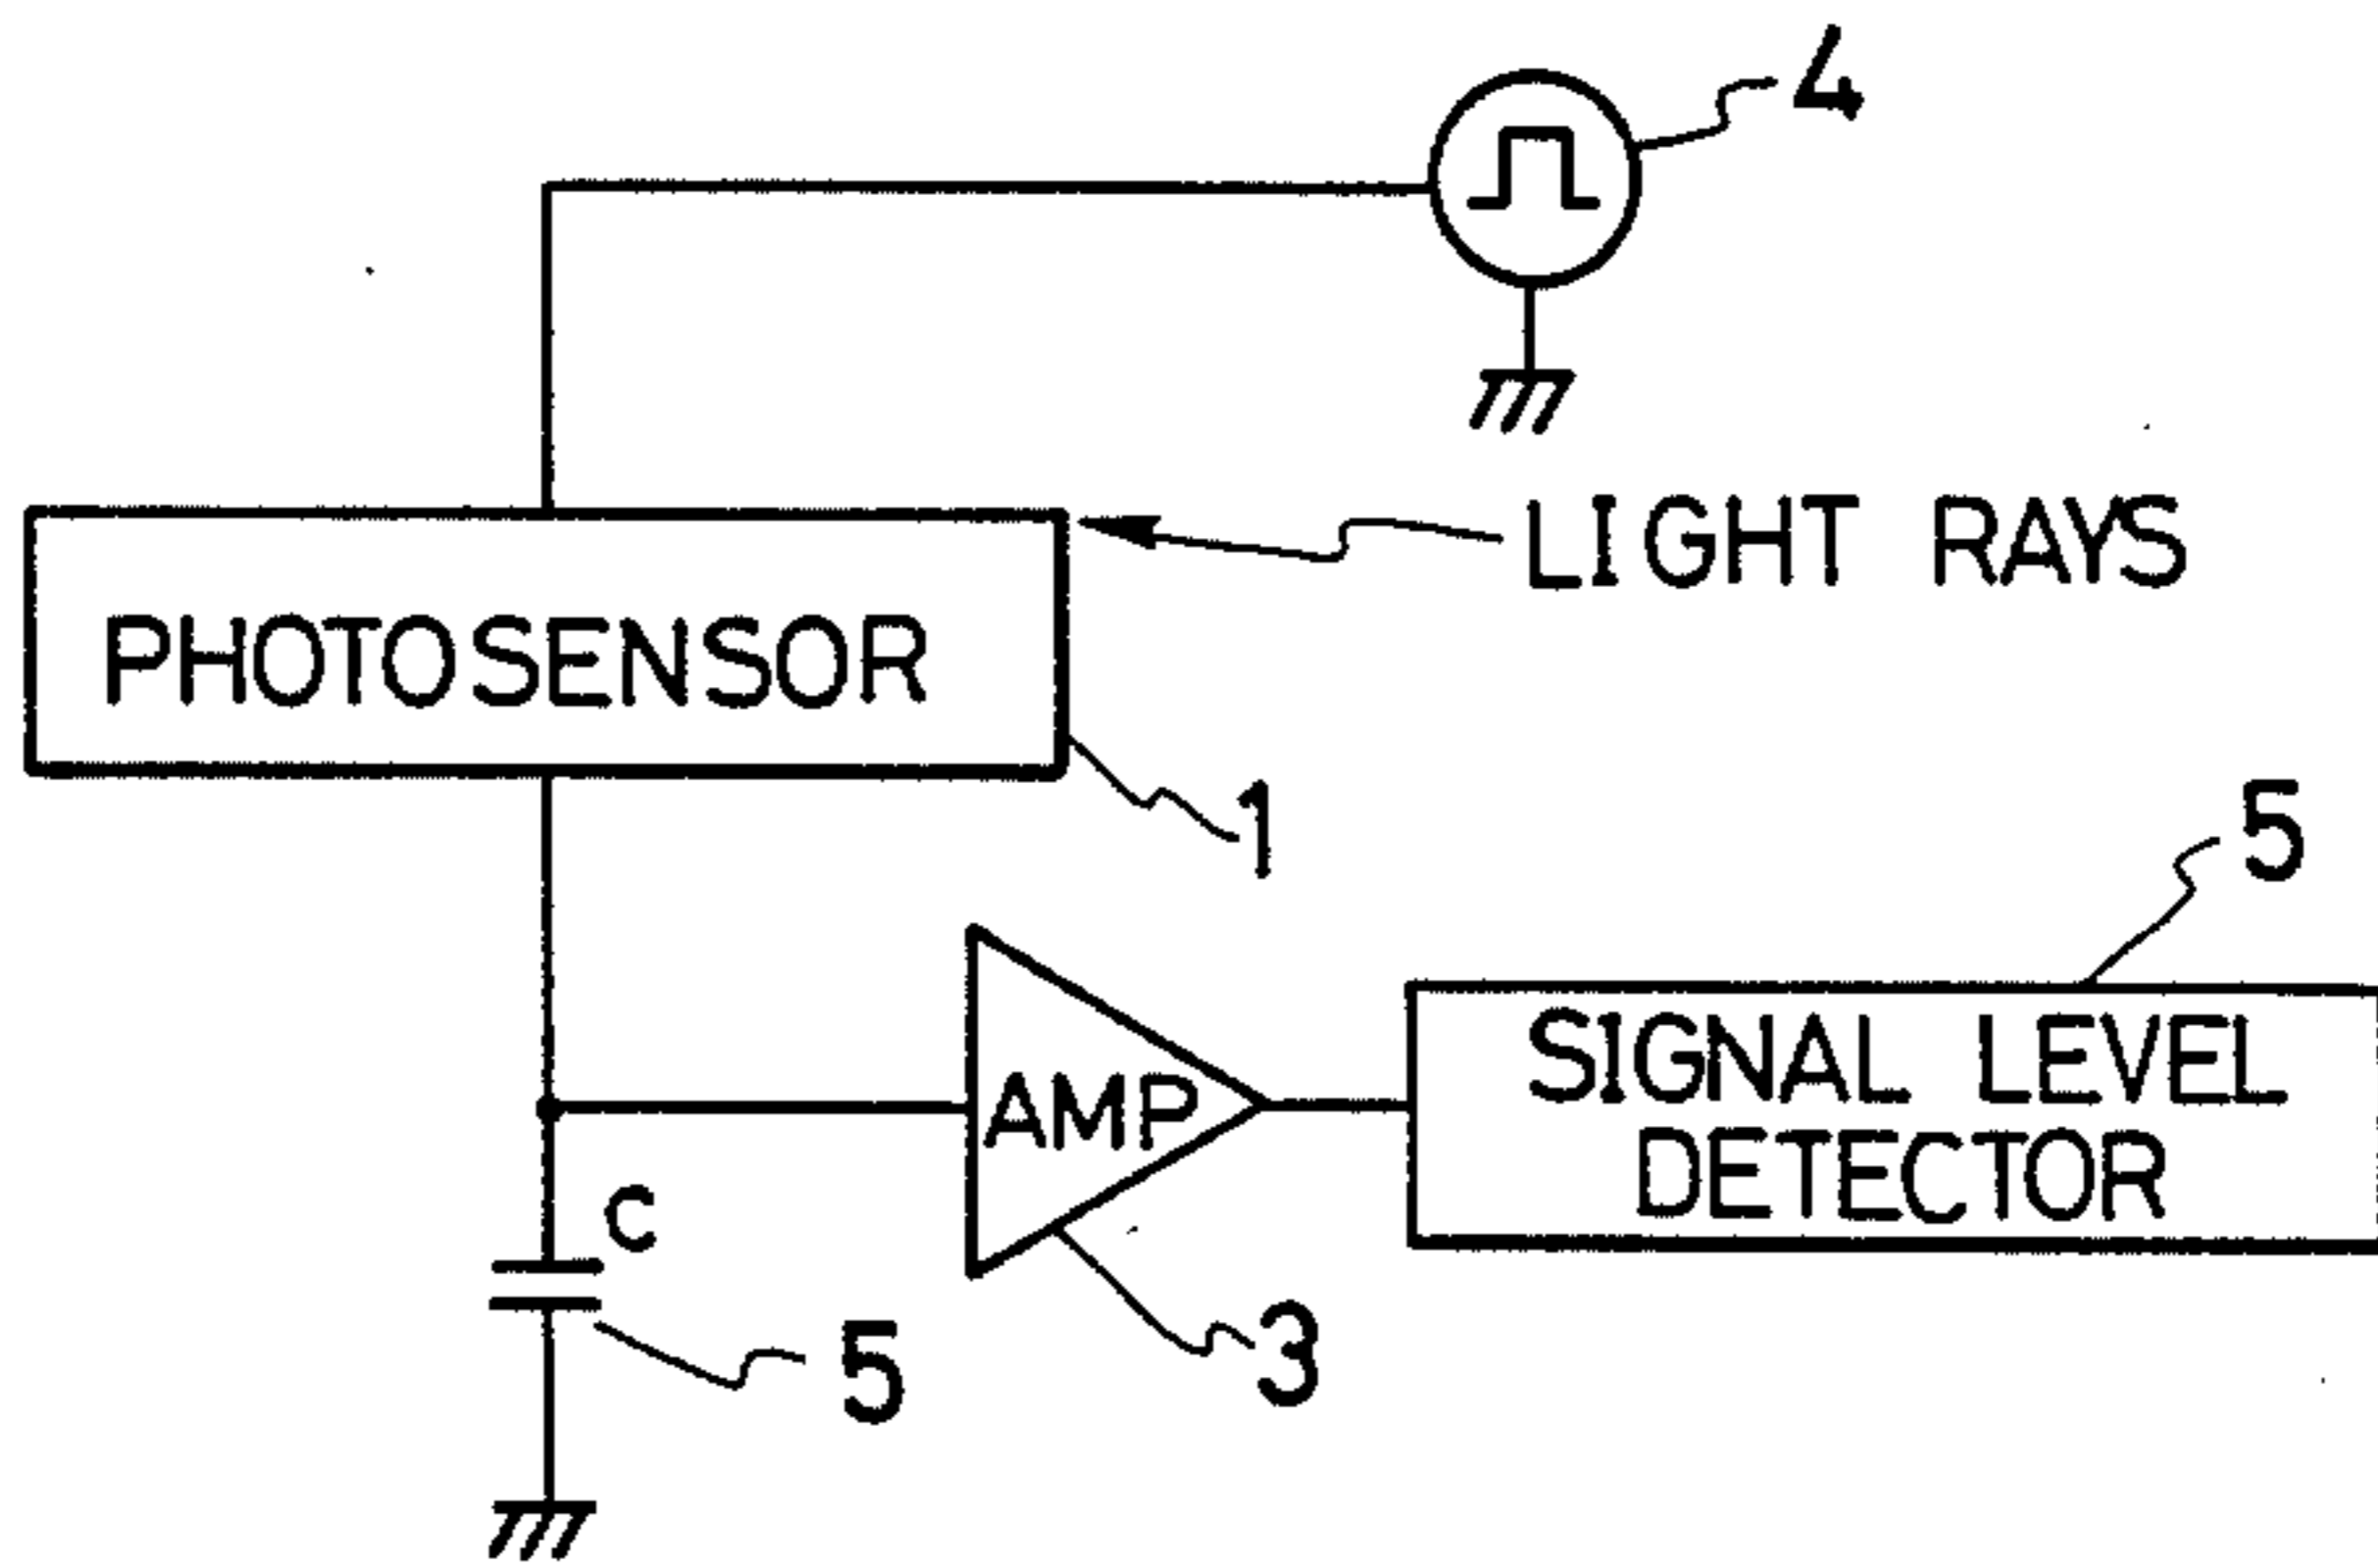 4
LIGHT RAYS
PHOTOSENSOR
1
5
SIGNAL LEVEL
DETECTOR
AMP
C
5
3